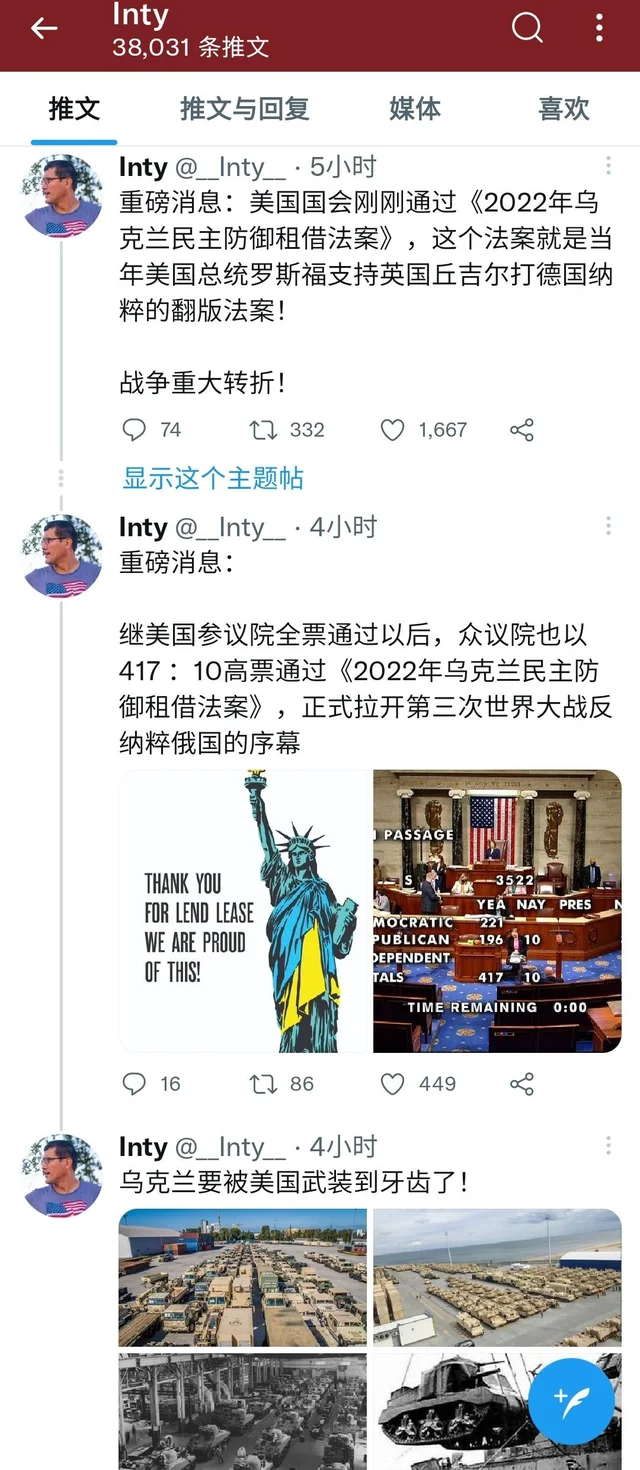 Inty
38,031 条推文
推文 推文与回复 媒体 喜欢
Inty @__Inty__ · 5小时
重磅消息：美国国会刚刚通过《2022年乌
克兰民主防御租借法案》，这个法案就是当
年美国总统罗斯福支持英国丘吉尔打德国纳
粹的翻版法案！
战争重大转折！
74 332 1,667
显示这个主题帖
Inty @__Inty__ · 4小时
重磅消息：
继美国参议院全票通过以后，众议院也以
417：10高票通过《2022年乌克兰民主防
御租借法案》，正式拉开第三次世界大战反
纳粹俄国的序幕
THANK YOU
FOR LEND LEASE
WE ARE PROUD
OF THIS!
IN GOD WE TRUST
PASSAGE
S 3522
YEA NAY PRES N
MOCRATIC 221
PUBLICAN 196 10
DEPENDENT
TALS 417 10
TIME REMAINING 0:00
16 86 449
Inty @__Inty__ · 4小时
乌克兰要被美国武装到牙齿了！